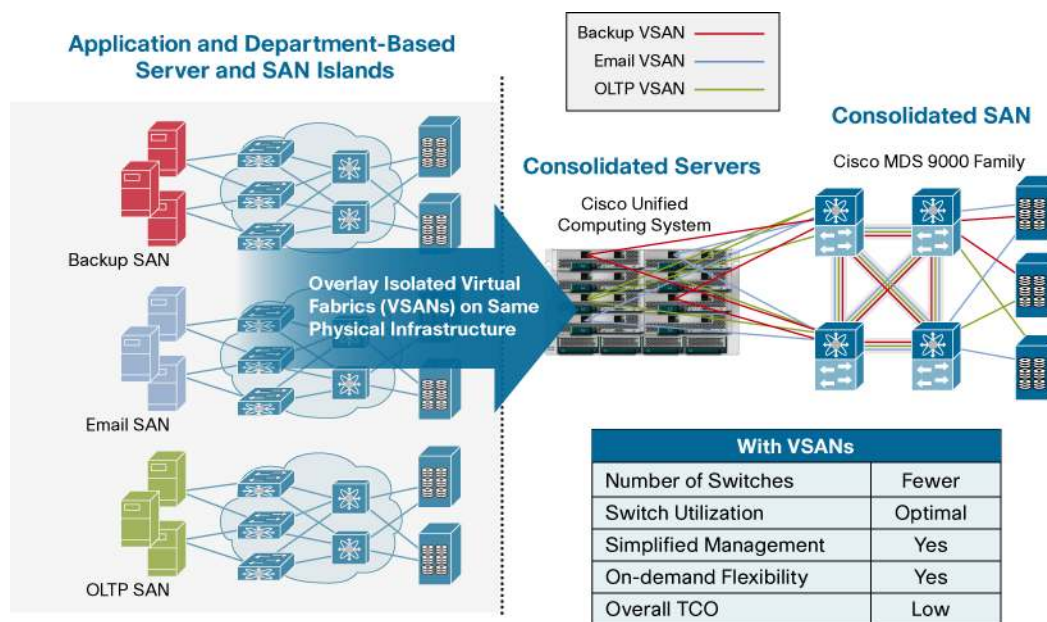 Application and Department-Based
Server and SAN Islands
Backup SAN
Email SAN
OLTP SAN
Overlay Isolated Virtual
Fabrics (VSANs) on Same
Physical Infrastructure
Backup VSAN
Email VSAN
OLTP VSAN
Consolidated Servers
Cisco Unified
Computing System
Consolidated SAN
Cisco MDS 9000 Family
With VSANs
Number of Switches Fewer
Switch Utilization Optimal
Simplified Management Yes
On-demand Flexibility Yes
Overall TCO Low